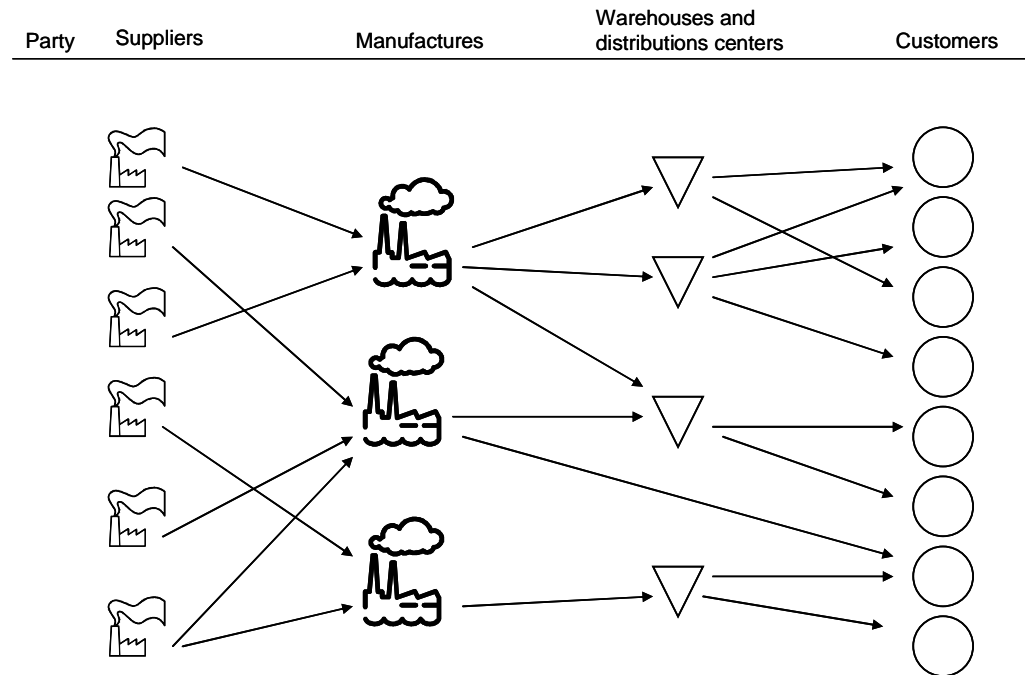 Party
Suppliers
Manufactures
Warehouses and
distributions centers
Customers